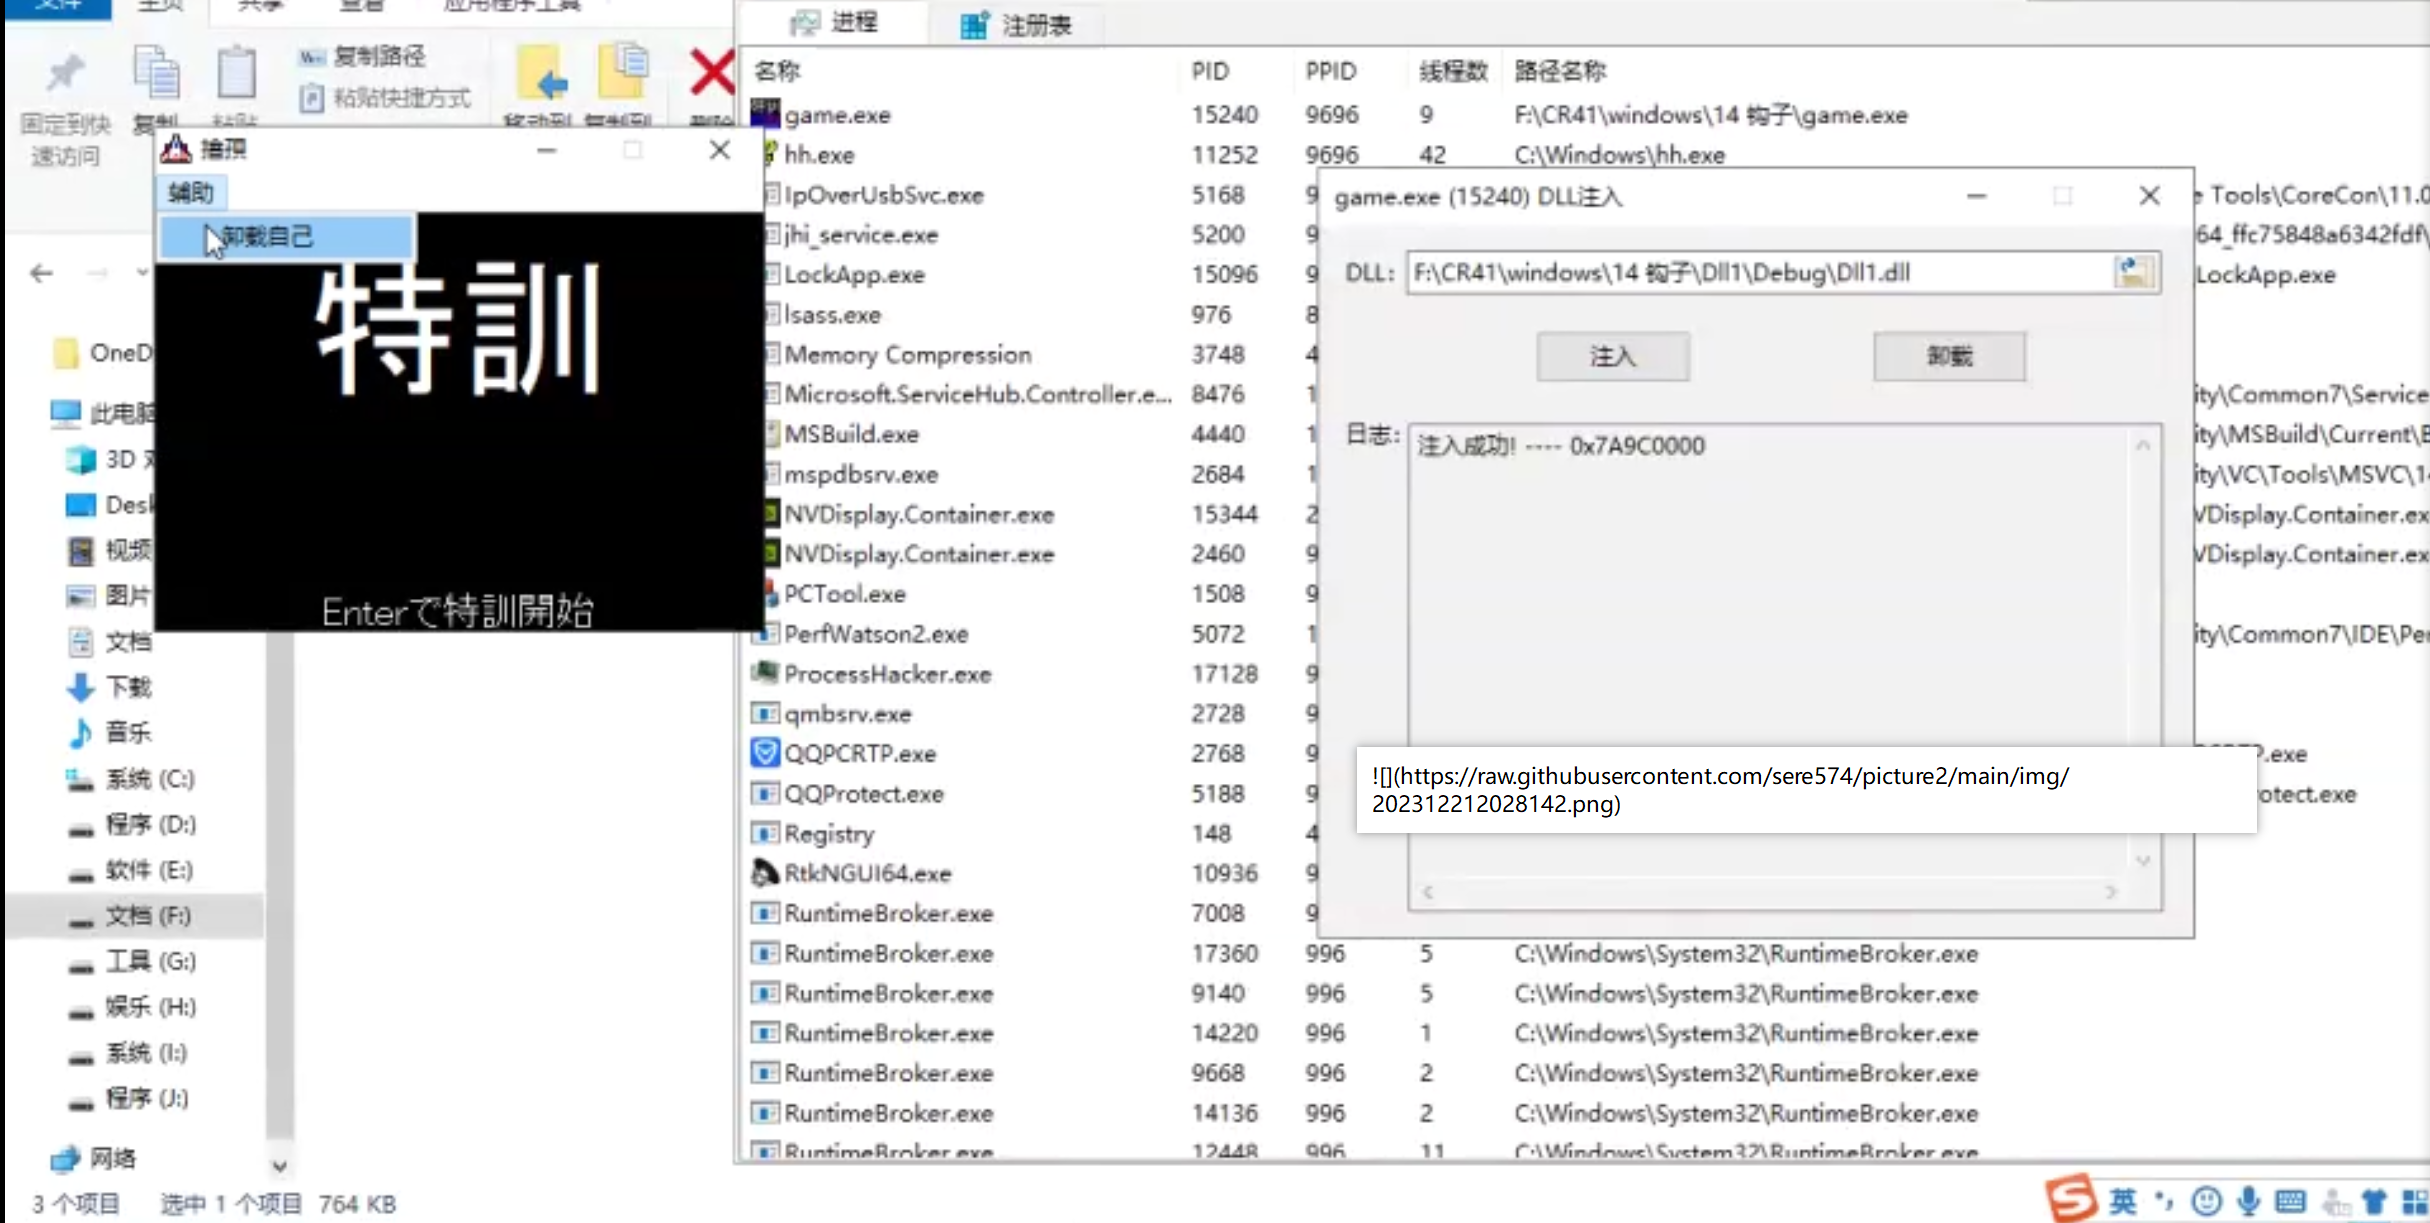 文件 主页 共享 查看 应用程序工具
复制路径
粘贴快捷方式
固定到快
速访问
复制
粘贴
移动到 复制到 删除
辅助
卸载自己
特訓
Enterで特訓開始
OneD
此电脑
3D
Desk
视频
图片
文档
下载
音乐
系统 (C:)
程序 (D:)
软件 (E:)
文档 (F:)
工具 (G:)
娱乐 (H:)
系统 (I:)
程序 (J:)
网络
3 个项目 选中 1 个项目 764 KB
进程 注册表
名称 PID PPID 线程数 路径名称
game.exe 15240 9696 9 F:\CR41\windows\14 钩子\game.exe
hh.exe 11252 9696 42 C:\Windows\hh.exe
IpOverUsbSvc.exe 5168 9 Tools\CoreCon\11.0
jhi_service.exe 5200 9 64_ffc75848a6342fdf\
LockApp.exe 15096 9 LockApp.exe
lsass.exe 976 8
Memory Compression 3748 4
Microsoft.ServiceHub.Controller.e... 8476 1 ity\Common7\Service
MSBuild.exe 4440 1 ity\MSBuild\Current\B
mspdbsrv.exe 2684 1 ity\VC\Tools\MSVC\14
NVDisplay.Container.exe 15344 2 VDisplay.Container.ex
NVDisplay.Container.exe 2460 9 VDisplay.Container.ex
PCTool.exe 1508 9
PerfWatson2.exe 5072 1 ity\Common7\IDE\Per
ProcessHacker.exe 17128 9
qmbsrv.exe 2728 9
QQPCRTP.exe 2768 9 P.exe
QQProtect.exe 5188 9 otect.exe
Registry 148 4
RtkNGUI64.exe 10936 9
RuntimeBroker.exe 7008 9
RuntimeBroker.exe 17360 996 5 C:\Windows\System32\RuntimeBroker.exe
RuntimeBroker.exe 9140 996 5 C:\Windows\System32\RuntimeBroker.exe
RuntimeBroker.exe 14220 996 1 C:\Windows\System32\RuntimeBroker.exe
RuntimeBroker.exe 9668 996 2 C:\Windows\System32\RuntimeBroker.exe
RuntimeBroker.exe 14136 996 2 C:\Windows\System32\RuntimeBroker.exe
RuntimeBroker.exe 12448 996 11 C:\Windows\System32\RuntimeBroker.exe
game.exe (15240) DLL注入
DLL: F:\CR41\windows\14 钩子\Dll1\Debug\Dll1.dll
注入 卸载
日志: 注入成功! ---- 0x7A9C0000
![](https://raw.githubusercontent.com/sere574/picture2/main/img/
202312212028142.png)
英